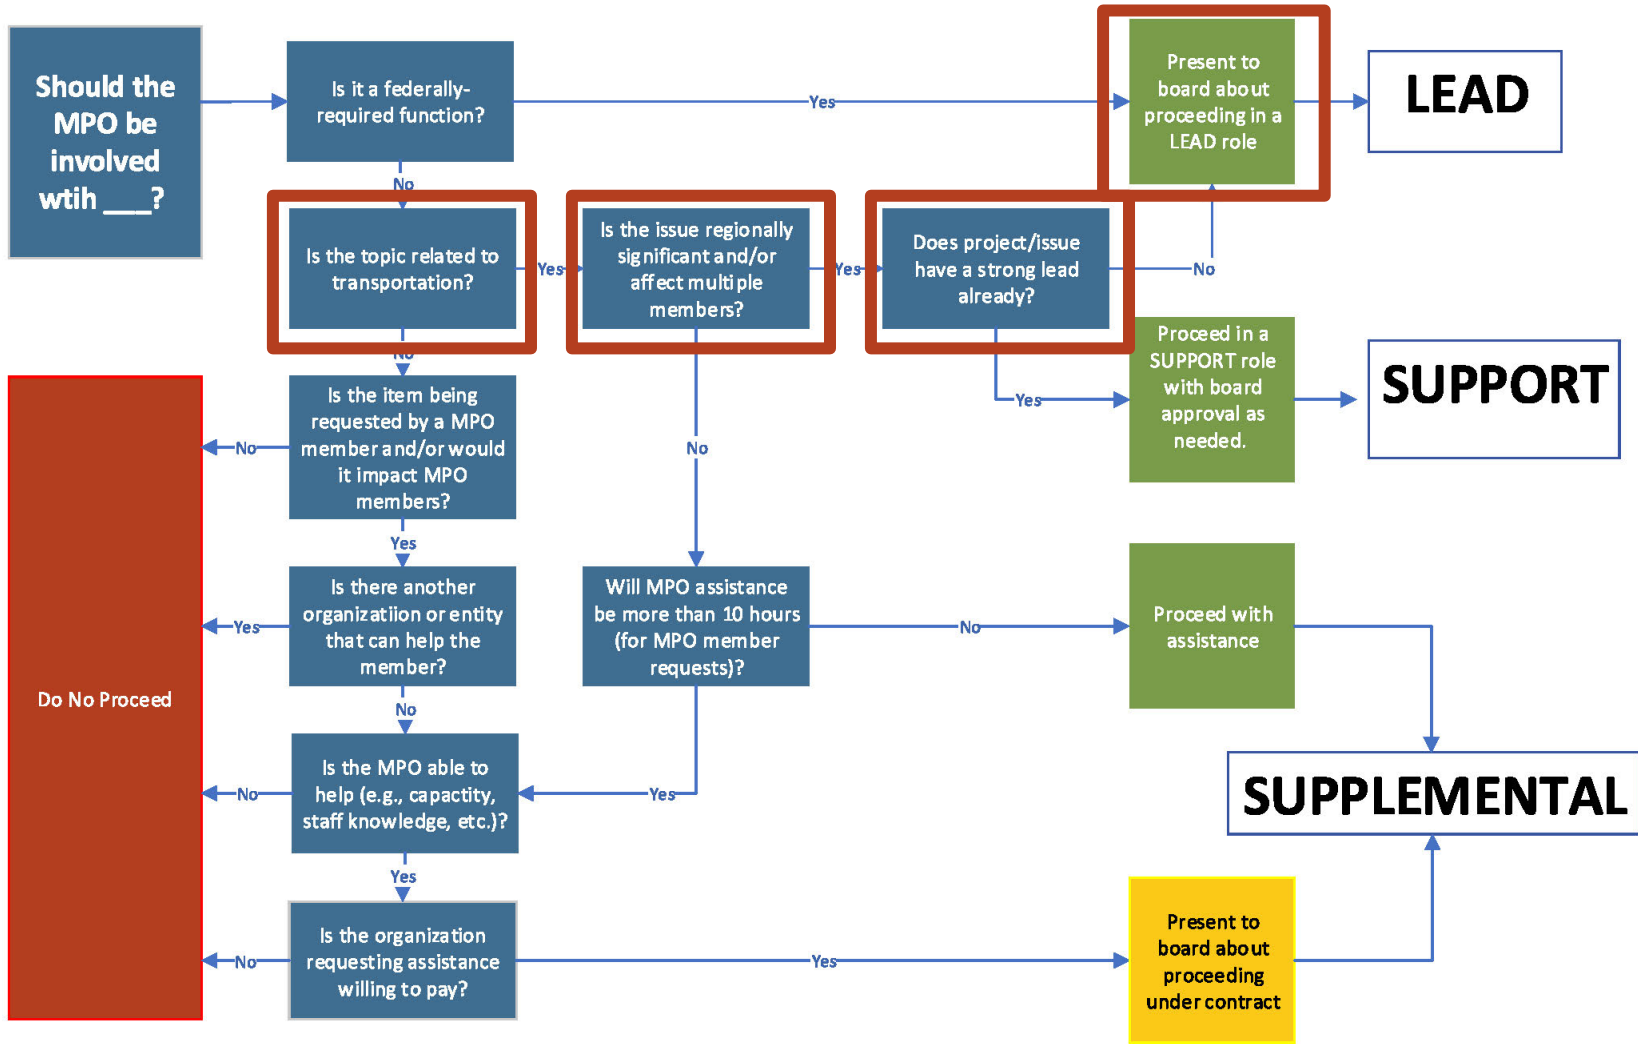 Should the
MPO be
involved
wtih ___?
Is it a federally-
required function?
Yes
Present to
board about
proceeding in a
LEAD role
LEAD
No
Is the topic related to
transportation?
Yes
Is the issue regionally
significant and/or
affect multiple
members?
Yes
Does project/issue
have a strong lead
already?
No
No
Yes
Proceed in a
SUPPORT role
with board
approval as
needed.
SUPPORT
Is the item being
requested by a MPO
member and/or would
it impact MPO
members?
No
No
Yes
Is there another
organizatiion or entity
that can help the
member?
Yes
Will MPO assistance
be more than 10 hours
(for MPO member
requests)?
No
Proceed with
assistance
Do No Proceed
No
Is the MPO able to
help (e.g., capactity,
staff knowledge, etc.)?
No
Yes
SUPPLEMENTAL
Yes
Is the organization
requesting assistance
willing to pay?
No
Yes
Present to
board about
proceeding
under contract